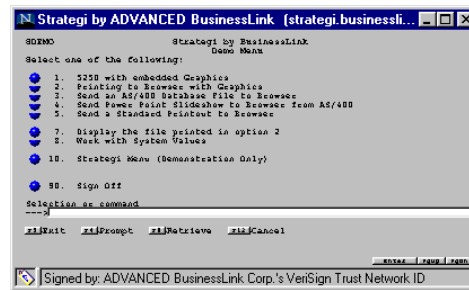 Strategi by ADVANCED BusinessLink (strategi.businessli...
SDEMO Strategi by BusinessLink
Demo Menu
Select one of the following:
1. 5250 with embedded Graphics
2. Printing to Browser with Graphics
3. Send an AS/400 Database File to Browser
4. Send Power Point Slideshow to Browser from AS/400
5. Send a Standard Printout to Browser
7. Display the file printed in option 2
8. Work with System Values
10. Strategi Menu (Demonstration Only)
90. Sign Off
Selection or command
--->
F3 Exit F4 Prompt F9 Retrieve F12 Cancel
Enter PgUp PgDn
Signed by: ADVANCED BusinessLink Corp.'s VeriSign Trust Network ID